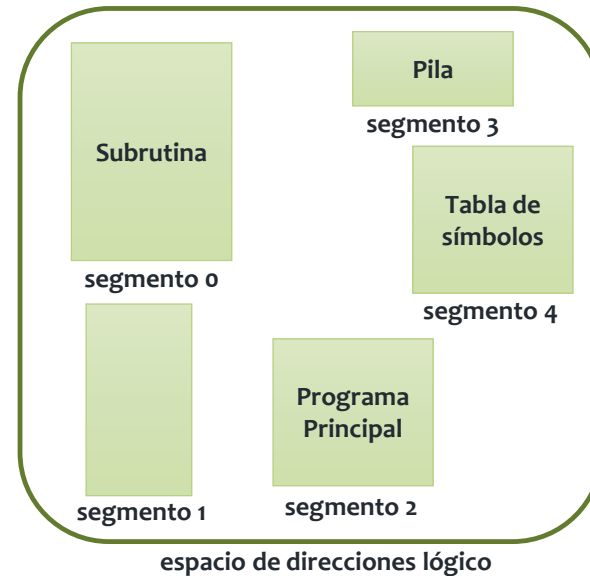 Subrutina
segmento 0
Pila
segmento 3
Tabla de
símbolos
segmento 4
segmento 1
Programa
Principal
segmento 2
espacio de direcciones lógico